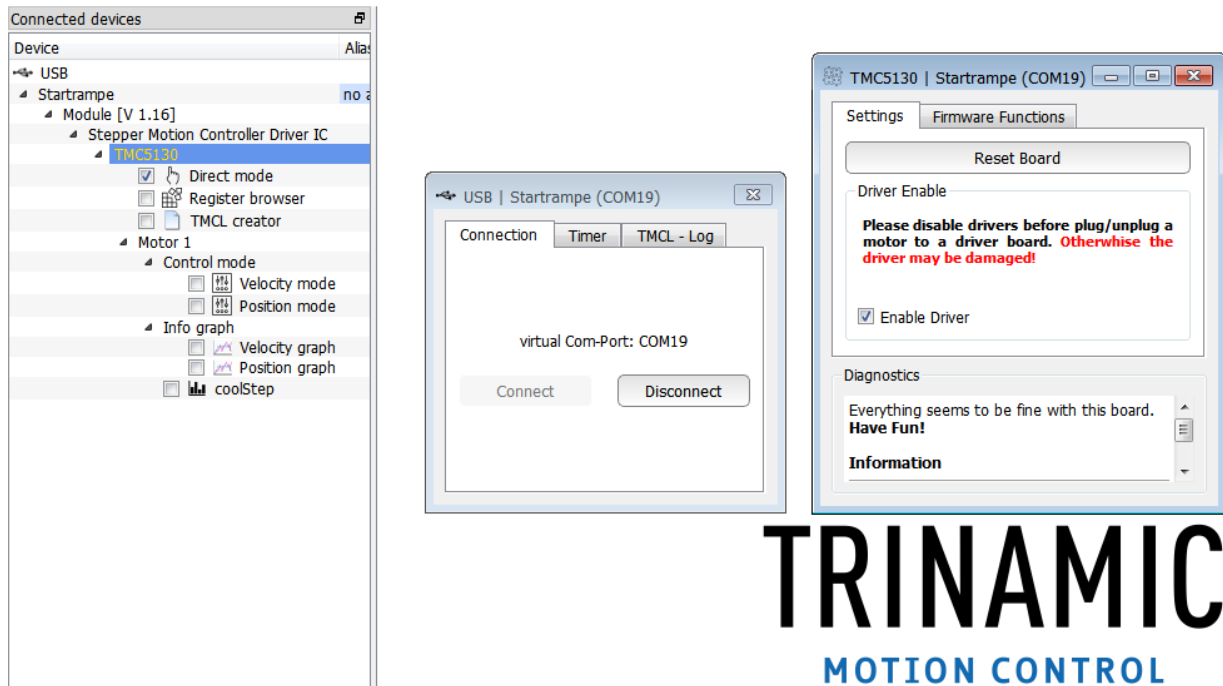 Connected devices
Device Alias
USB
Startrampe no a
Module [V 1.16]
Stepper Motion Controller Driver IC
TMC5130
Direct mode
Register browser
TMCL creator
Motor 1
Control mode
Velocity mode
Position mode
Info graph
Velocity graph
Position graph
coolStep
USB | Startrampe (COM19)
Connection Timer TMCL - Log
virtual Com-Port: COM19
Connect Disconnect
TMC5130 | Startrampe (COM19)
Settings Firmware Functions
Reset Board
Driver Enable
Please disable drivers before plug/unplug a
motor to a driver board. Otherwhise the
driver may be damaged!
Enable Driver
Diagnostics
Everything seems to be fine with this board.
Have Fun!
Information
TRINAMIC
MOTION CONTROL